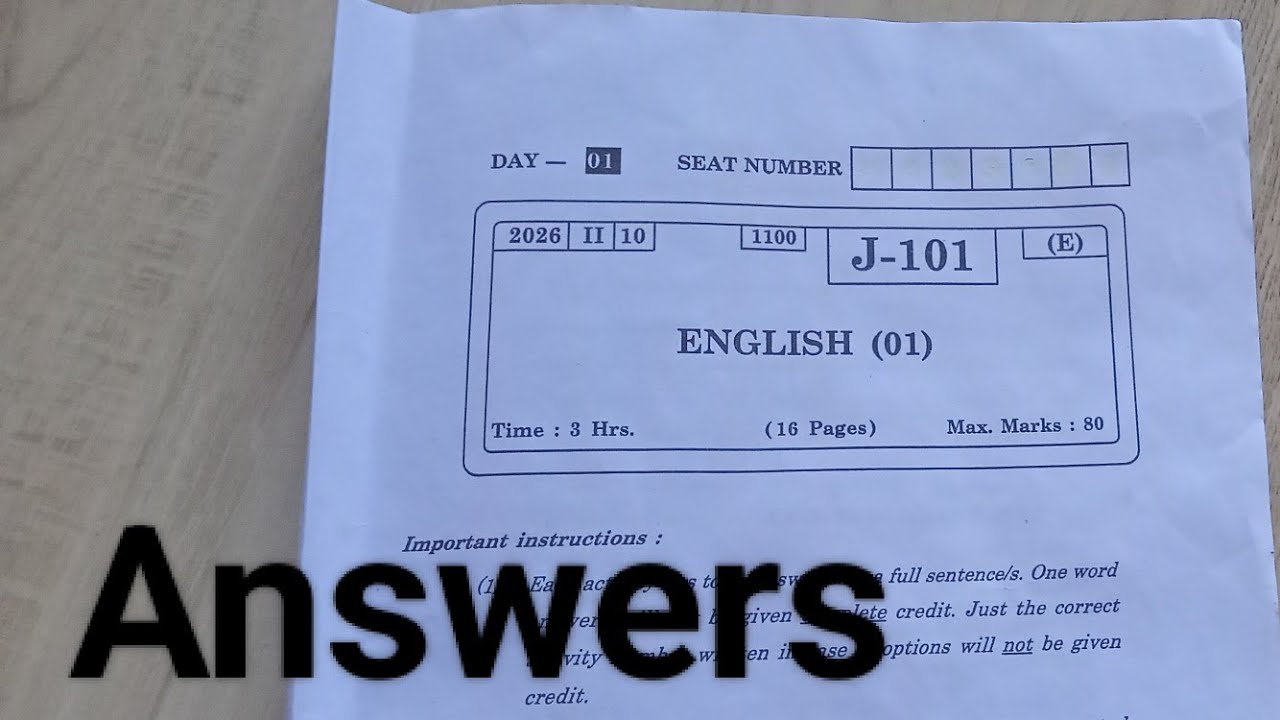 DAY — 01 SEAT NUMBER
2026 II 10 1100 J-101 (E)
ENGLISH (01)
Time : 3 Hrs. (16 Pages) Max. Marks : 80
Important instructions :
full sentence/s. One word
given credit. Just the correct
options will not be given
credit.
Answers